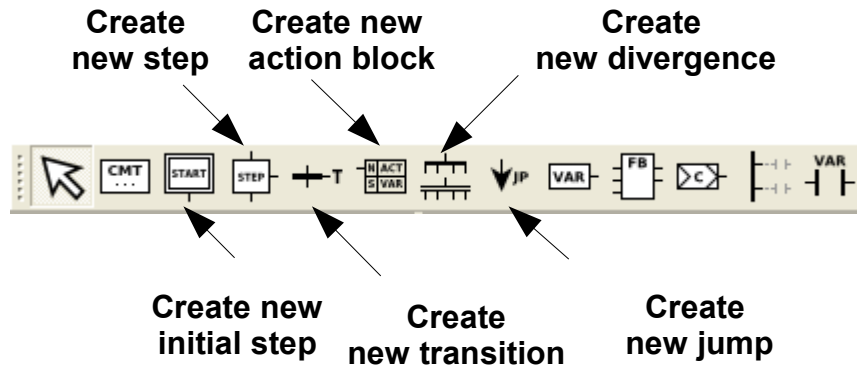 Create
new step
Create new
action block
Create
new divergence
CMT
...
START
STEP
T
N ACT
S VAR
JP
VAR
FB
C
VAR
Create new
initial step
Create
new transition
Create
new jump